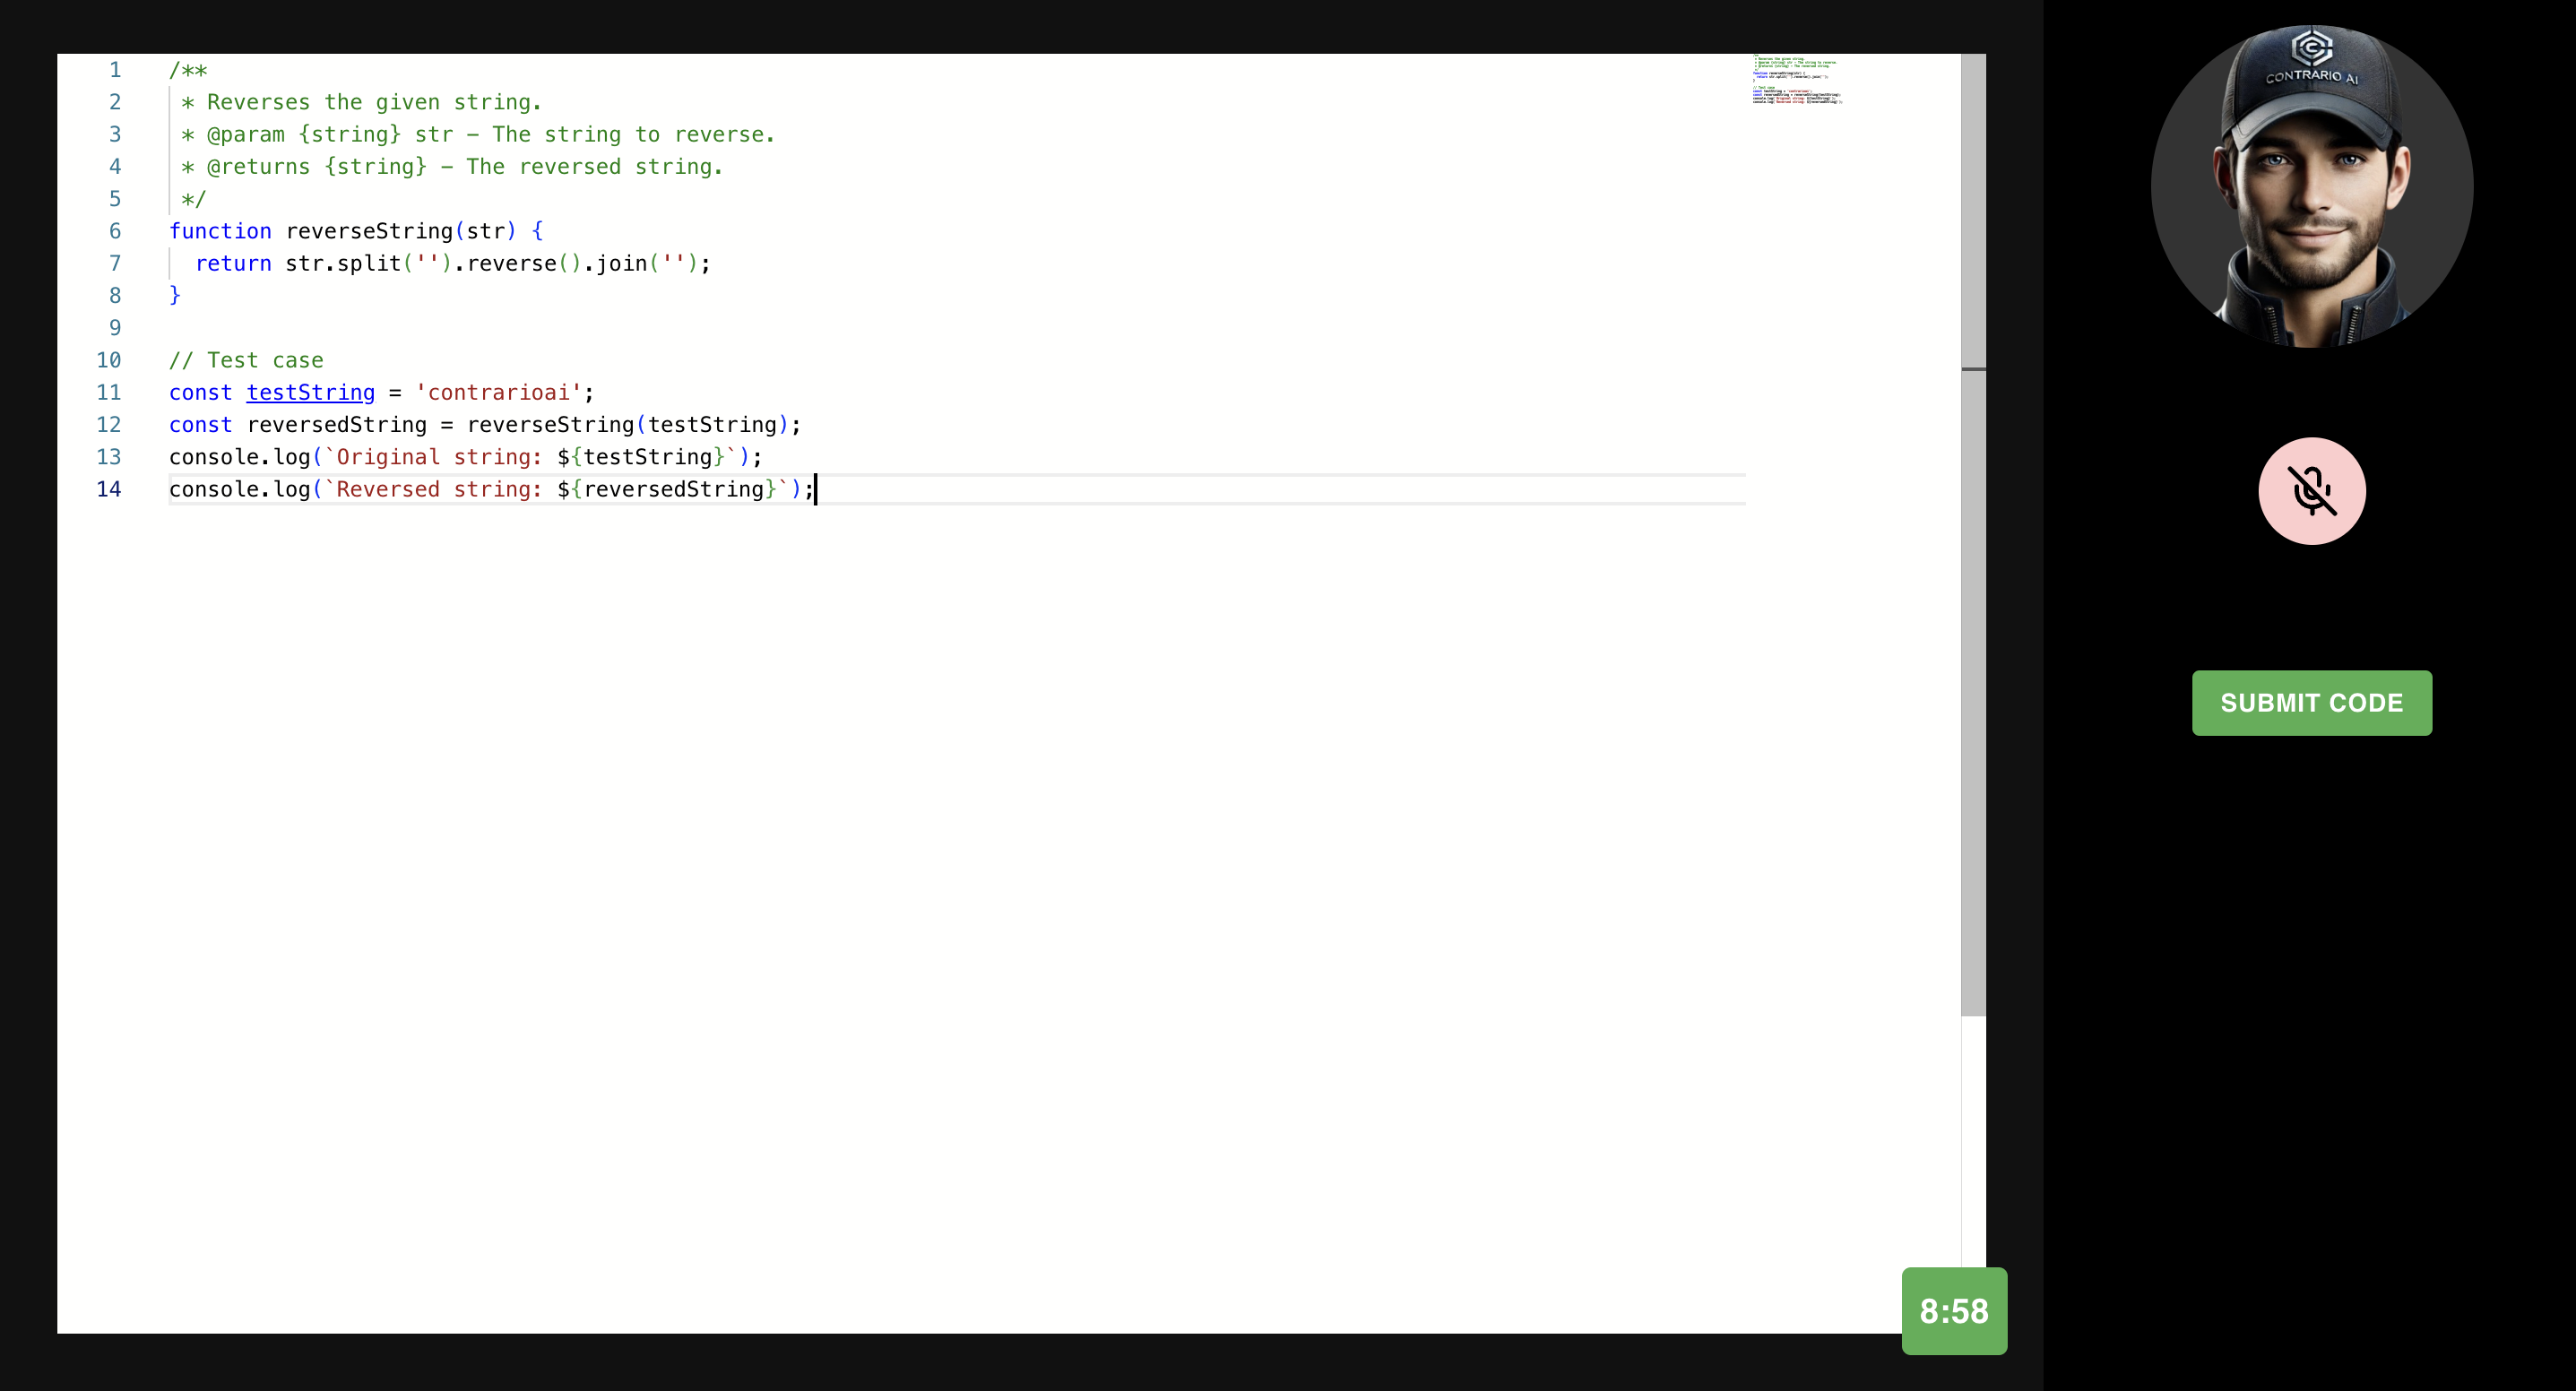 1 /**
2 * Reverses the given string.
3 * @param {string} str - The string to reverse.
4 * @returns {string} - The reversed string.
5 */
6 function reverseString(str) {
7 return str.split('').reverse().join('');
8 }
9
10 // Test case
11 const testString = 'contrarioai';
12 const reversedString = reverseString(testString);
13 console.log(`Original string: ${testString}`);
14 console.log(`Reversed string: ${reversedString}`);
CONTRARIO AI
SUBMIT CODE
8:58